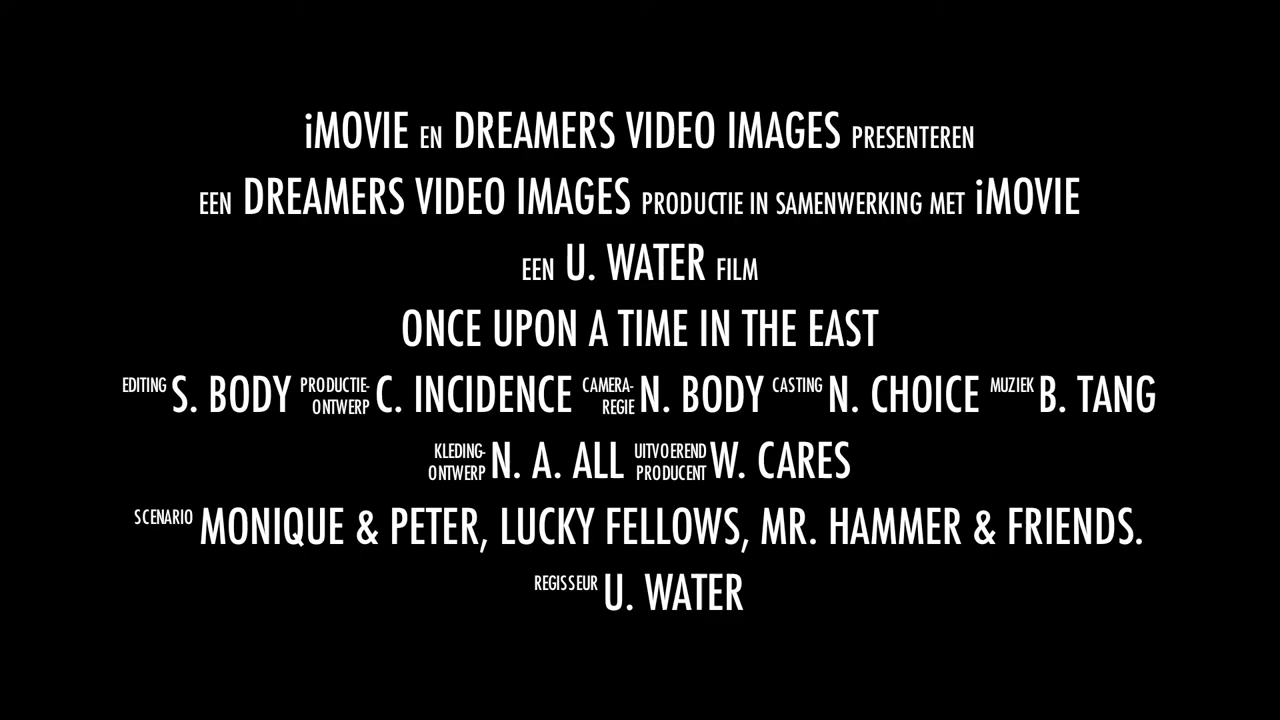 iMOVIE EN DREAMERS VIDEO IMAGES PRESENTEREN
EEN DREAMERS VIDEO IMAGES PRODUCTIE IN SAMENWERKING MET iMOVIE
EEN U. WATER FILM
ONCE UPON A TIME IN THE EAST
EDITING S. BODY PRODUCTIE-ONTWERP C. INCIDENCE CAMERA-REGIE N. BODY CASTING N. CHOICE MUZIEK B. TANG
KLEDING-ONTWERP N. A. ALL UITVOEREND PRODUCENT W. CARES
SCENARIO MONIQUE & PETER, LUCKY FELLOWS, MR. HAMMER & FRIENDS.
REGISSEUR U. WATER